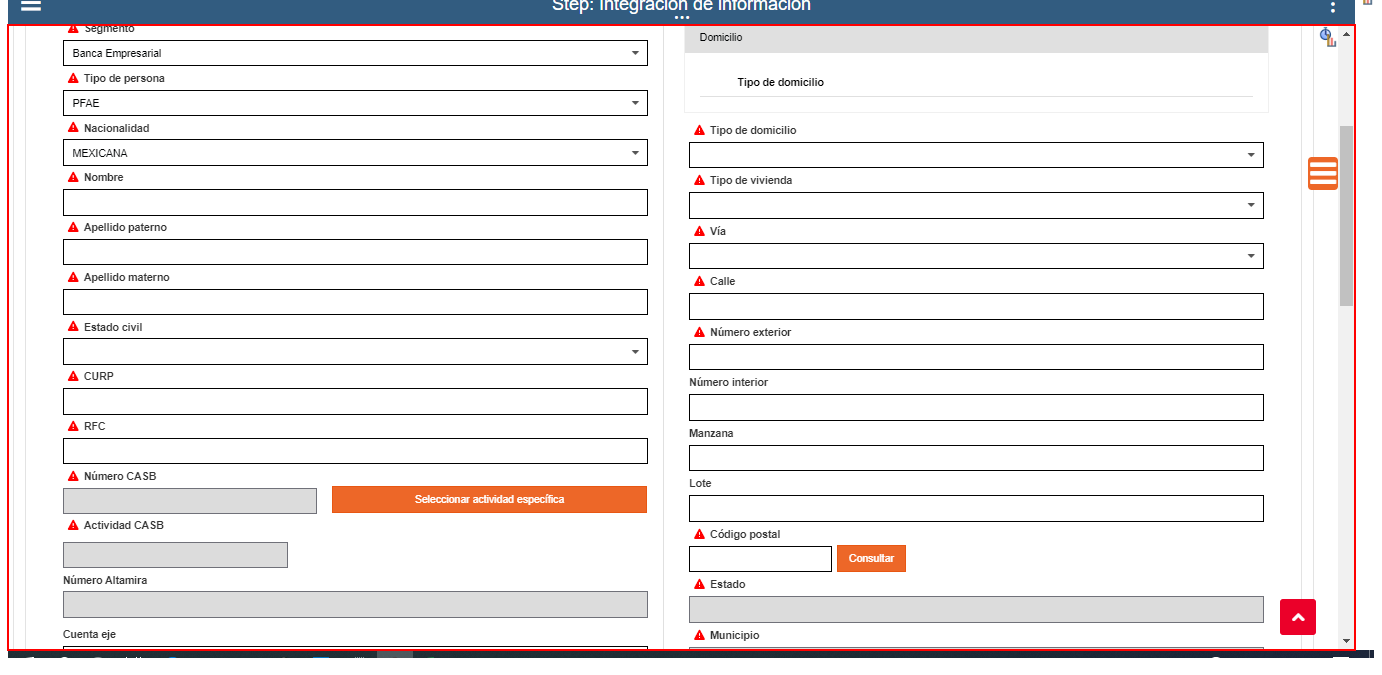 Step: Integración de información
Segmento
Banca Empresarial
Tipo de persona
PFAE
Nacionalidad
MEXICANA
Nombre
Apellido paterno
Apellido materno
Estado civil
CURP
RFC
Número CASB
Seleccionar actividad específica
Actividad CASB
Número Altamira
Cuenta eje
Domicilio
Tipo de domicilio
Tipo de domicilio
Tipo de vivienda
Vía
Calle
Número exterior
Número interior
Manzana
Lote
Código postal
Consultar
Estado
Municipio